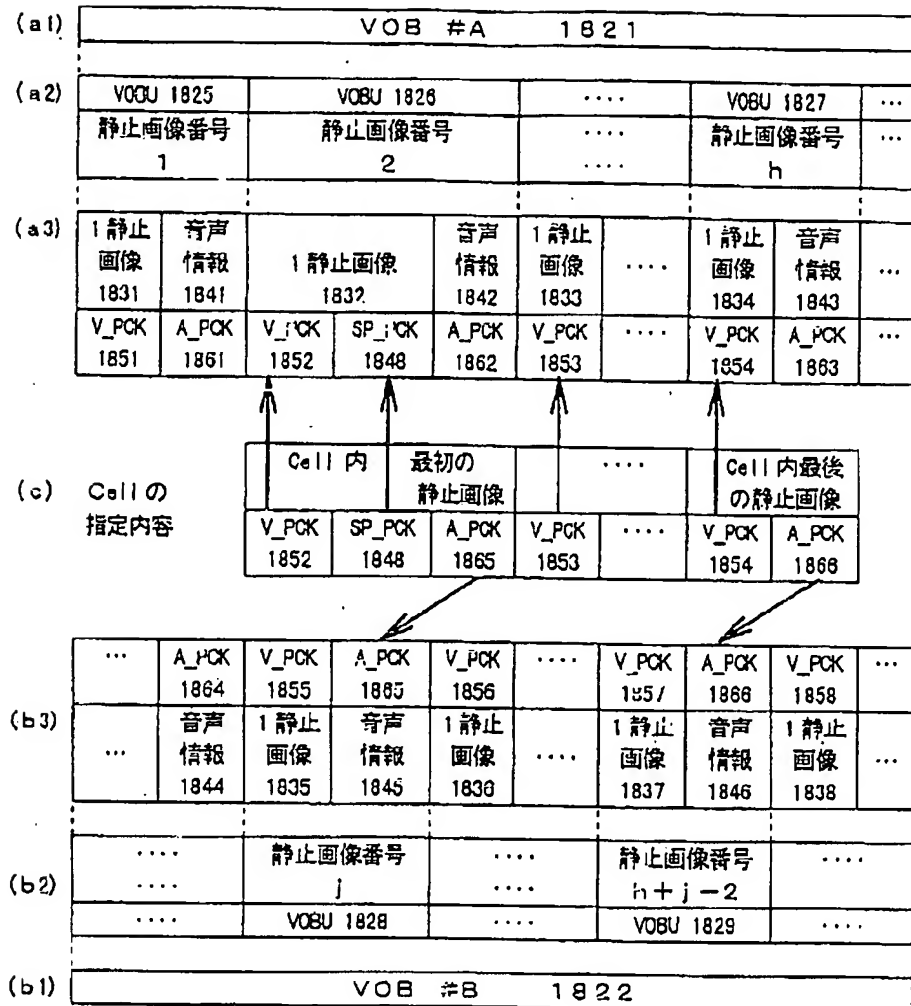 (a1) VOB #A 1821
(a2) VOBU 1825 VOBU 1826 ‥‥ VOBU 1827 …
静止画像番号 静止画像番号 ‥‥ 静止画像番号 …
1 2 ‥‥ h
(a3) 1静止 音声 音声 1静止 1静止 音声
画像 情報 1静止画像 情報 画像 ‥‥ 画像 情報 …
1831 1841 1832 1842 1833 1834 1843
V_PCK A_PCK V_PCK SP_PCK A_PCK V_PCK ‥‥ V_PCK A_PCK …
1851 1861 1852 1848 1862 1853 1854 1863
Cell 内 最初の ‥‥ Cell内最後
静止画像 の静止画像
(c) Cellの
指定内容
V_PCK SP_PCK A_PCK V_PCK ‥‥ V_PCK A_PCK
1852 1848 1865 1853 1854 1866
… A_PCK V_PCK A_PCK V_PCK ‥‥ V_PCK A_PCK V_PCK …
1864 1855 1865 1856 1857 1866 1858
(b3) 音声 1静止 音声 1静止 1静止 音声 1静止
… 情報 画像 情報 画像 ‥‥ 画像 情報 画像 …
1844 1835 1845 1836 1837 1846 1838
‥‥ 静止画像番号 ‥‥ 静止画像番号 ‥‥
(b2) ‥‥ j ‥‥ h+j-2
‥‥ VOBU 1828 ‥‥ VOBU 1829 ‥‥
(b1) VOB #B 1822